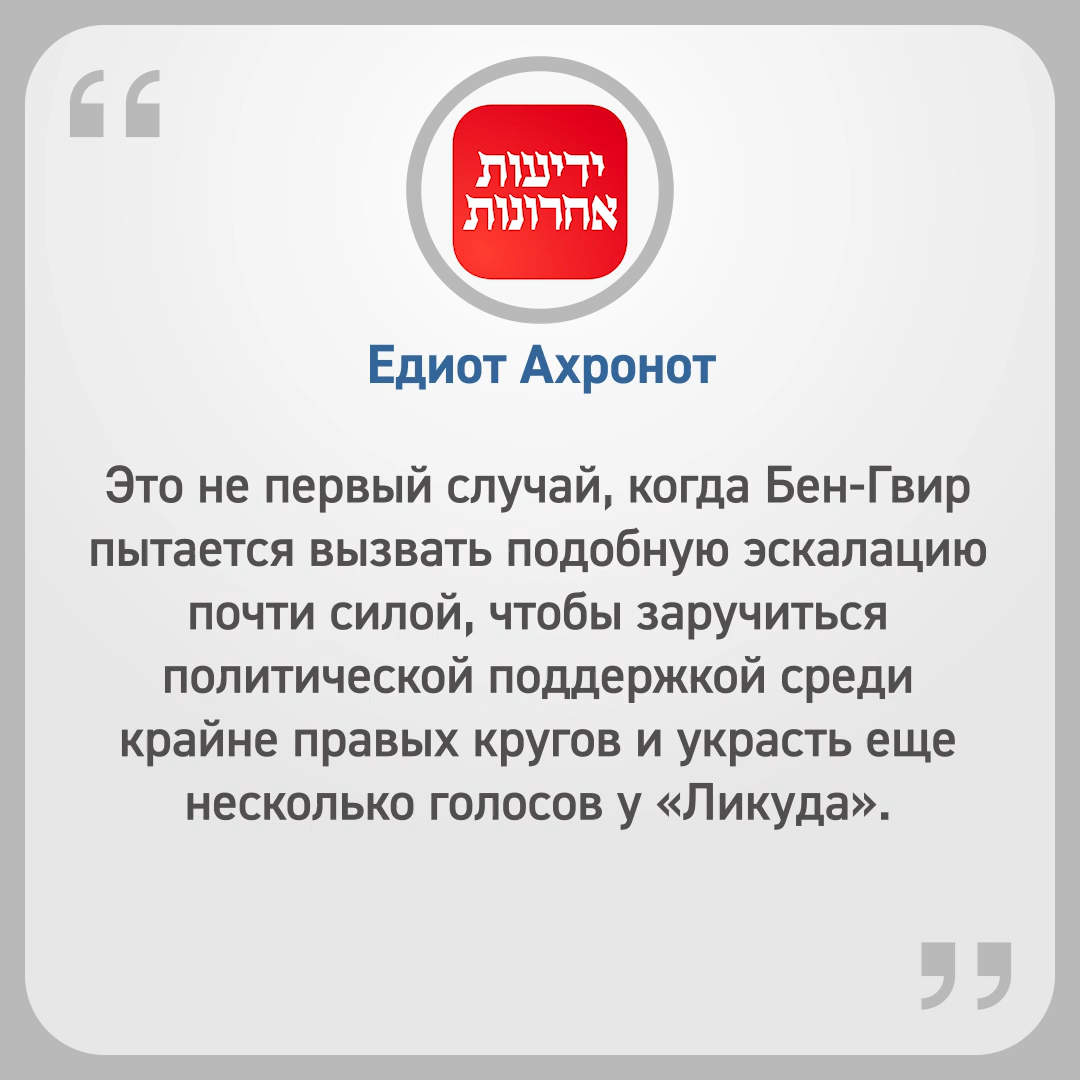 “
ידיעות
אחרונות
Едиот Ахронот
Это не первый случай, когда Бен-Гвир
пытается вызвать подобную эскалацию
почти силой, чтобы заручиться
политической поддержкой среди
крайне правых кругов и украсть еще
несколько голосов у «Ликуда».
”